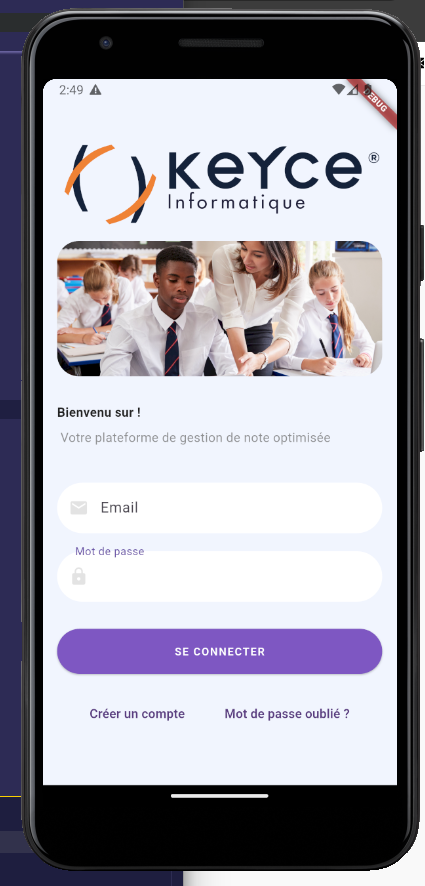 2:49
DEBUG
KEYCE®
Informatique
Bienvenu sur !
Votre plateforme de gestion de note optimisée
Email
Mot de passe
SE CONNECTER
Créer un compte
Mot de passe oublié ?